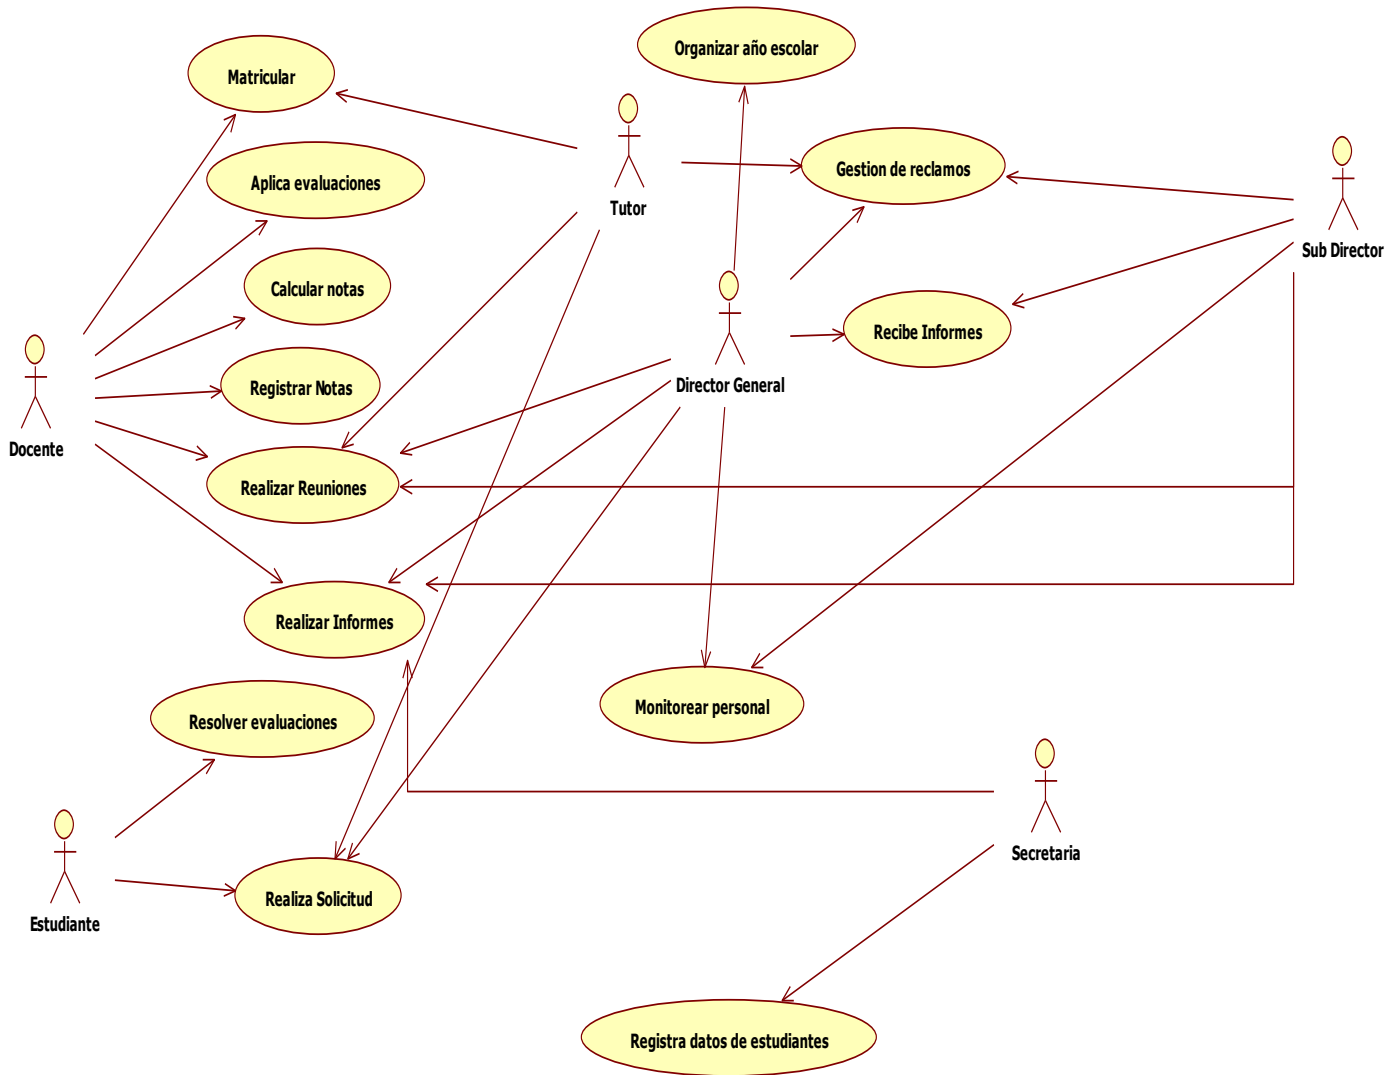 Organizar año escolar
Matricular
Gestion de reclamos
Aplica evaluaciones
Tutor
Sub Director
Calcular notas
Recibe Informes
Director General
Registrar Notas
Docente
Realizar Reuniones
Realizar Informes
Monitorear personal
Resolver evaluaciones
Secretaria
Realiza Solicitud
Estudiante
Registra datos de estudiantes